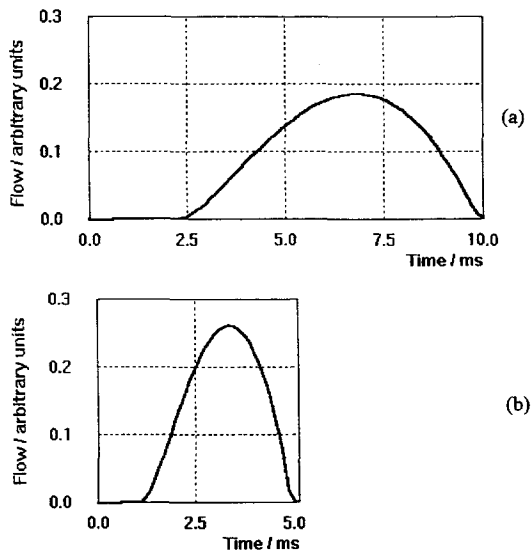 Flow / arbitrary units
0.3
0.2
0.1
0.0
0.0 2.5 5.0 7.5 10.0
Time / ms
(a)
Flow / arbitrary units
0.3
0.2
0.1
0.0
0.0 2.5 5.0
Time / ms
(b)